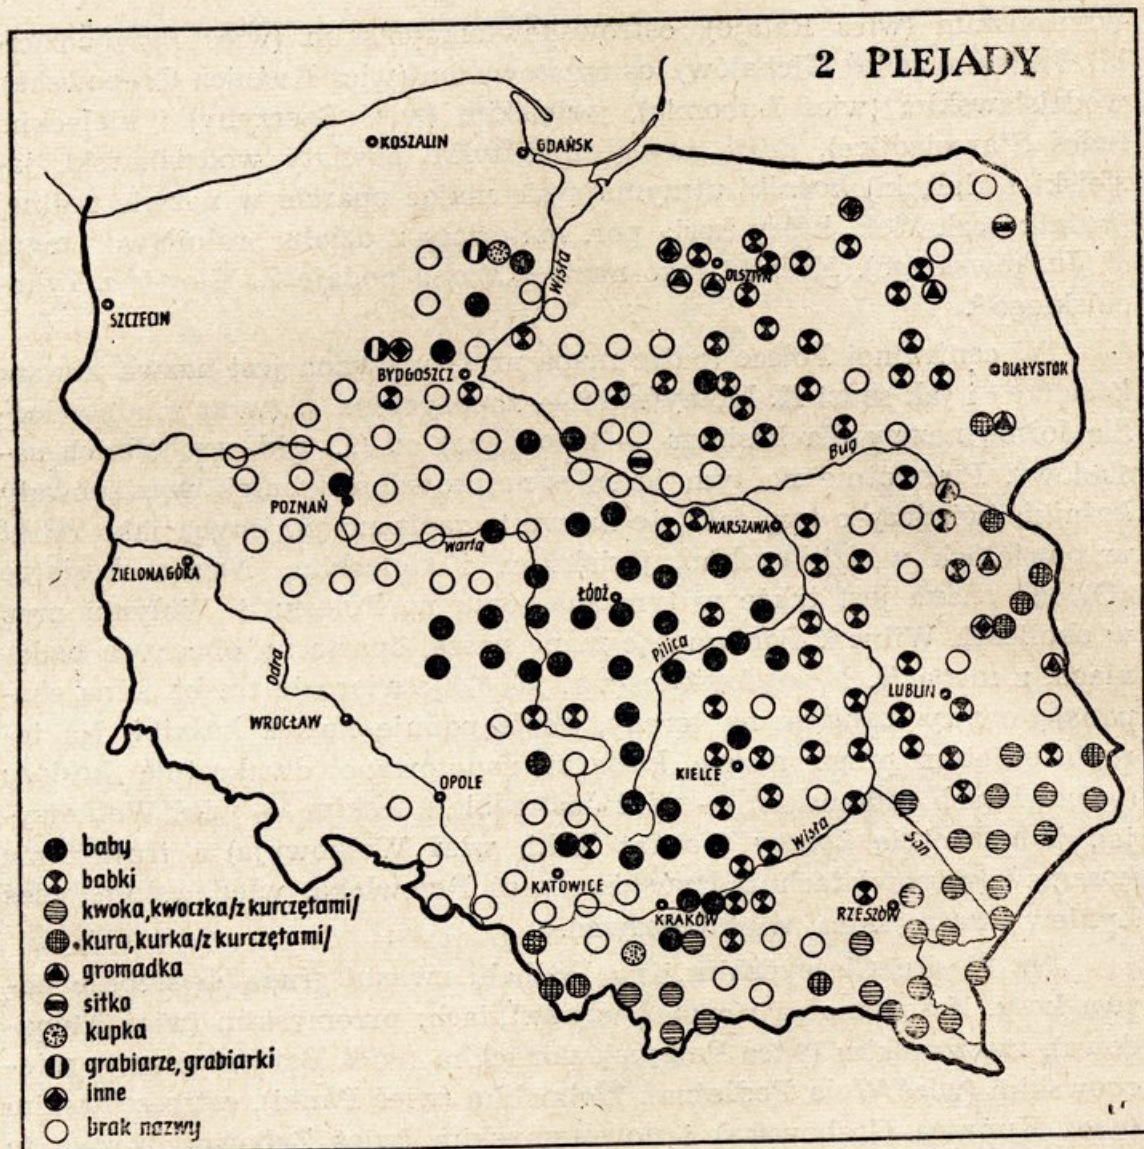 2 PLEJADY
KOSZALIN
GDAŃSK
Wisła
OLSZTYN
SZCZECIN
BYDGOSZCZ
BIAŁYSTOK
Bug
POZNAŃ
WARSZAWA
Warta
ZIELONA GÓRA
ŁÓDŹ
Pilica
Odra
LUBLIN
WROCŁAW
KIELCE
OPOLE
Wisła
San
KATOWICE
KRAKÓW
RZESZÓW
baby
babki
kwoka, kwoczka /z kurczętami/
kura, kurka /z kurczętami/
gromadka
sitko
kupka
grabiarze, grabiarki
inne
brak nazwy